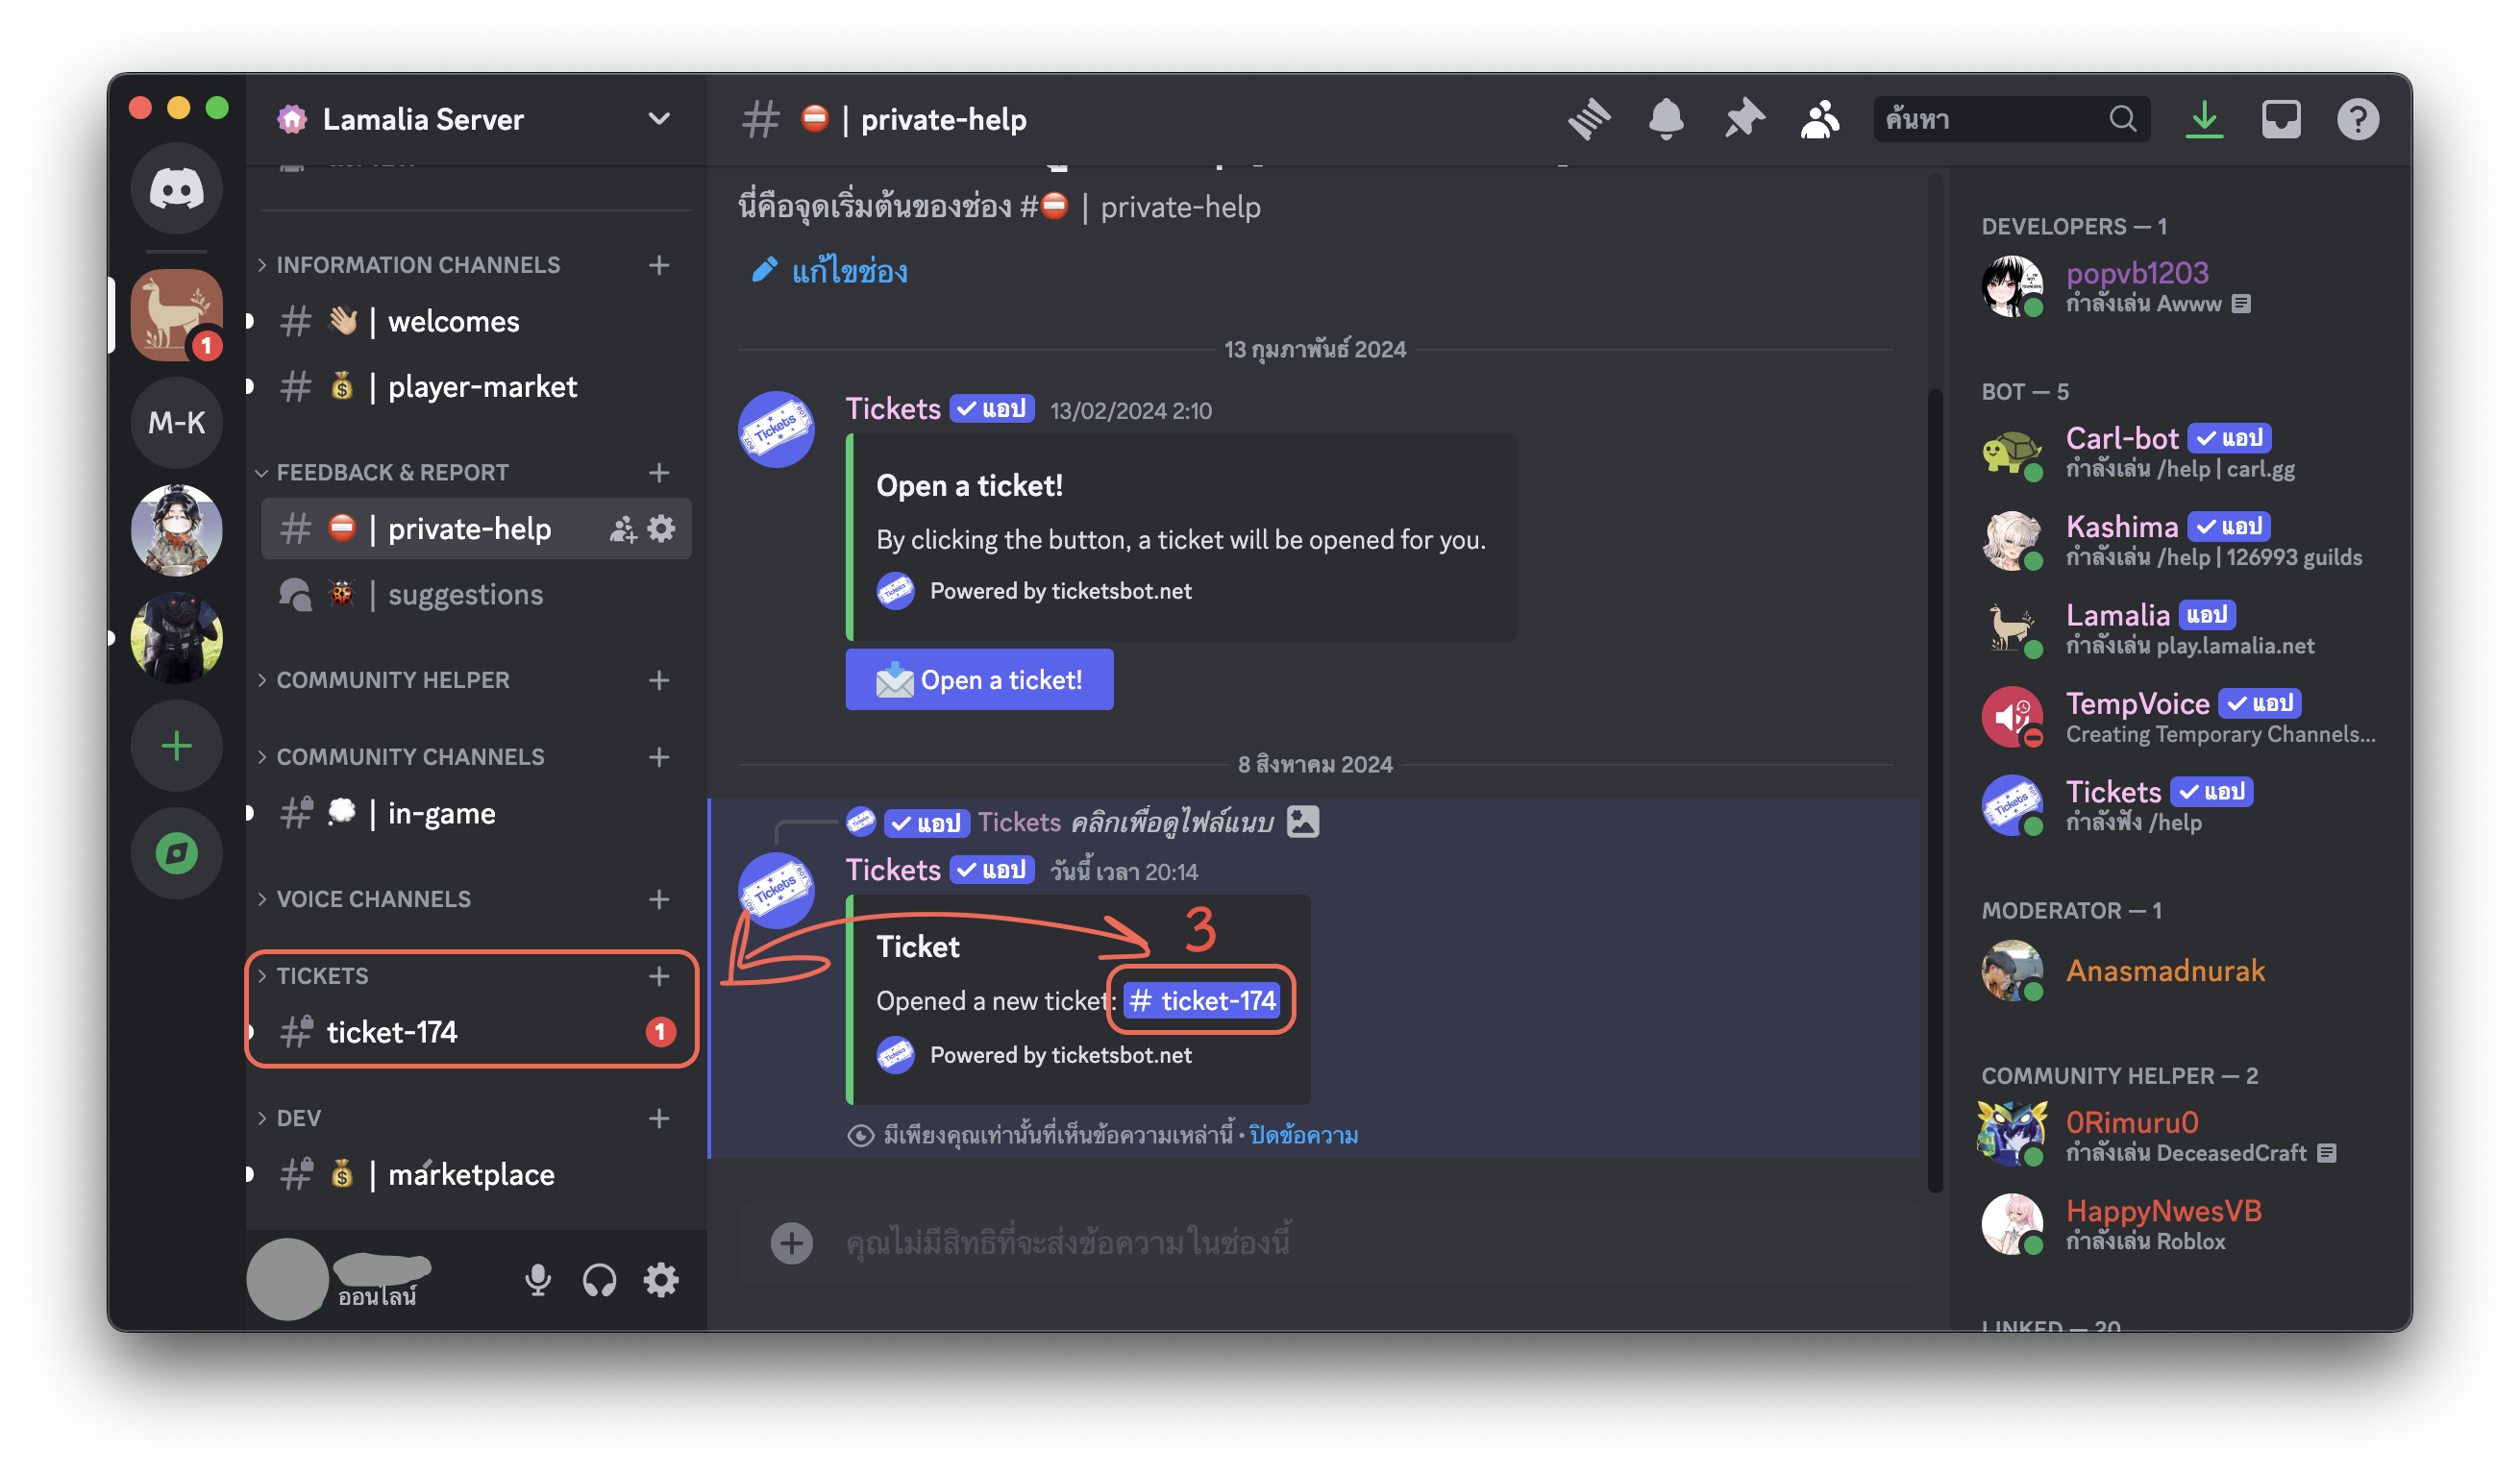 Lamalia Server
1
M-K
INFORMATION CHANNELS
| welcomes
| player-market
FEEDBACK & REPORT
| private-help
| suggestions
COMMUNITY HELPER
COMMUNITY CHANNELS
| in-game
VOICE CHANNELS
TICKETS
ticket-174
1
DEV
| marketplace
ออนไลน์
# ⛔ | private-help
ค้นหา
นี่คือจุดเริ่มต้นของช่อง #⛔ | private-help
แก้ไขช่อง
13 กุมภาพันธ์ 2024
Tickets แอป 13/02/2024 2:10
Open a ticket!
By clicking the button, a ticket will be opened for you.
Powered by ticketsbot.net
Open a ticket!
8 สิงหาคม 2024
แอป Tickets คลิกเพื่อดูไฟล์แนบ
Tickets แอป วันนี้ เวลา 20:14
3
Ticket
Opened a new ticket: # ticket-174
Powered by ticketsbot.net
มีเพียงคุณเท่านั้นที่เห็นข้อความเหล่านี้ • ปิดข้อความ
คุณไม่มีสิทธิที่จะส่งข้อความในช่องนี้
DEVELOPERS — 1
popvb1203
กำลังเล่น Awww
BOT — 5
Carl-bot แอป
กำลังเล่น /help | carl.gg
Kashima แอป
กำลังเล่น /help | 126993 guilds
Lamalia แอป
กำลังเล่น play.lamalia.net
TempVoice แอป
Creating Temporary Channels...
Tickets แอป
กำลังฟัง /help
MODERATOR — 1
Anasmadnurak
COMMUNITY HELPER — 2
0Rimuru0
กำลังเล่น DeceasedCraft
HappyNwesVB
กำลังเล่น Roblox
LINKED — 20